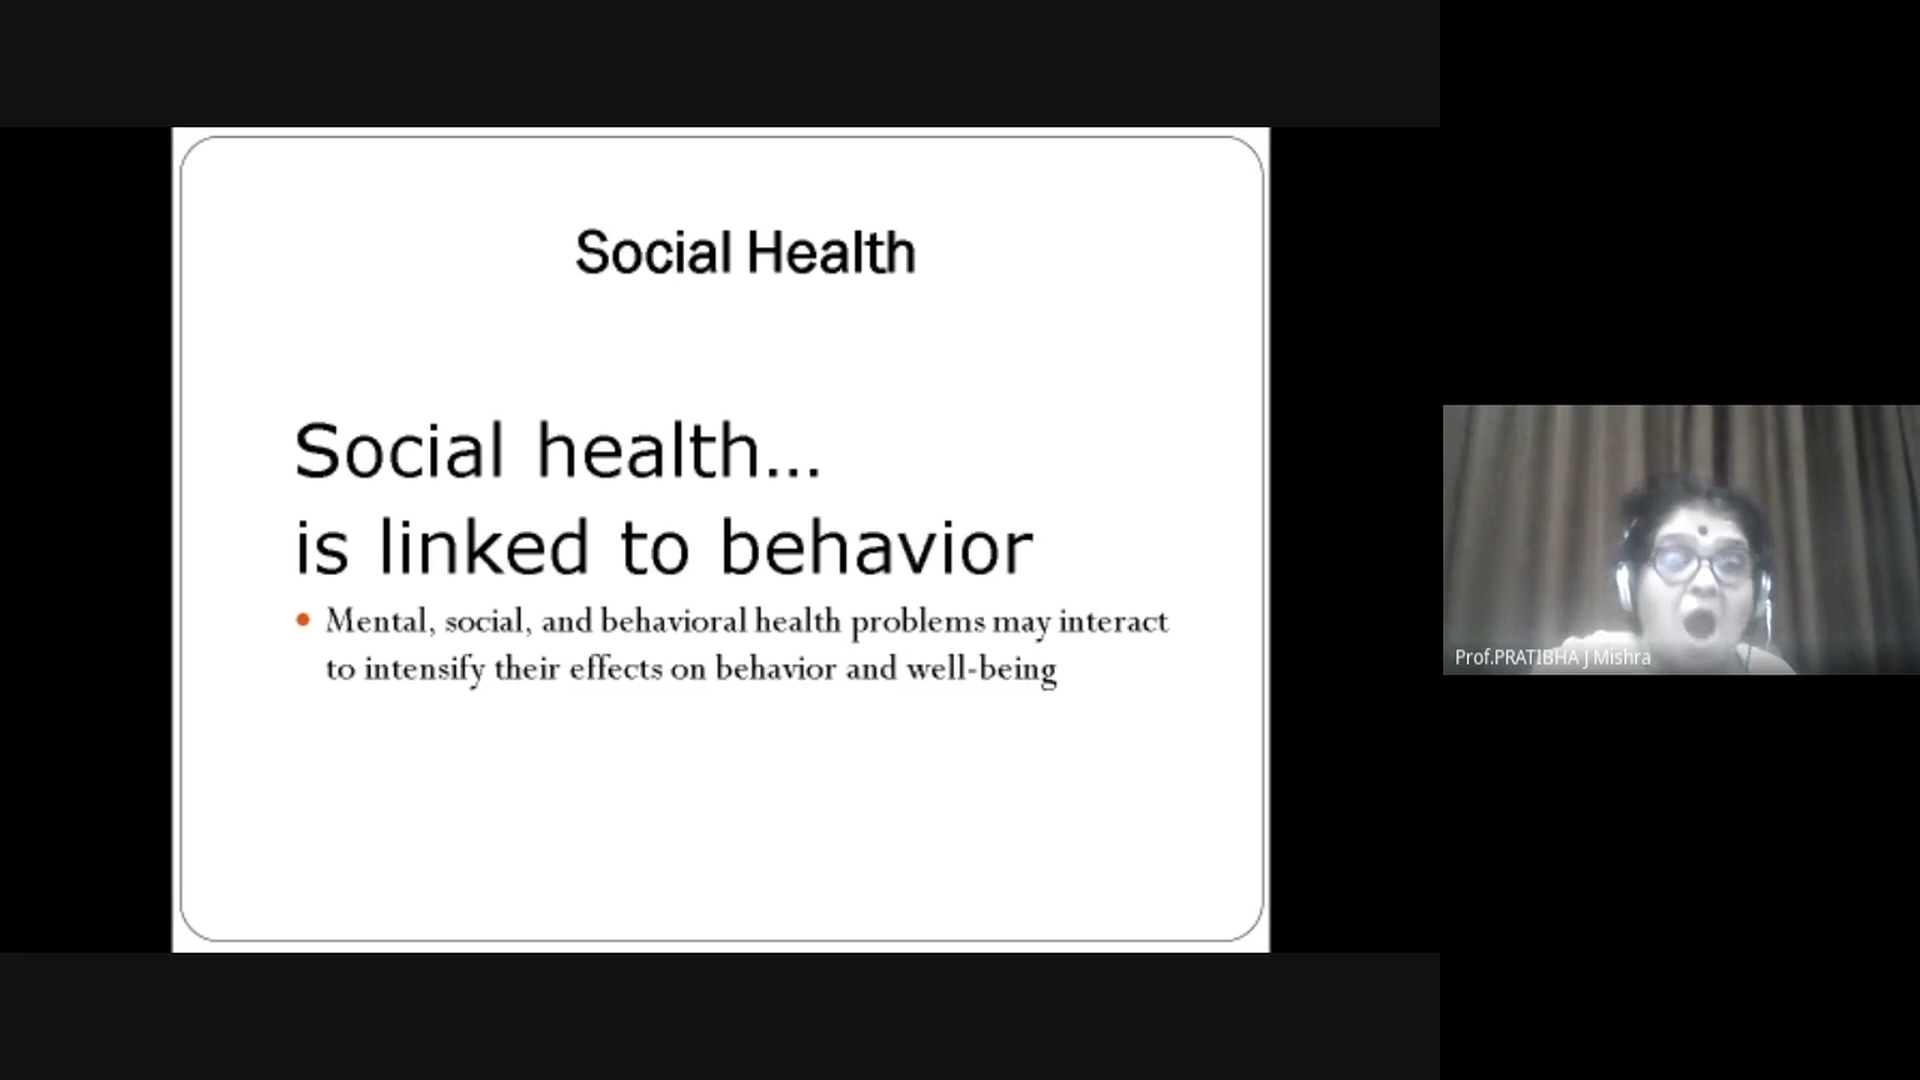 Social Health
Social health...
is linked to behavior
• Mental, social, and behavioral health problems may interact
to intensify their effects on behavior and well-being
Prof.PRATIBHA J Mishra